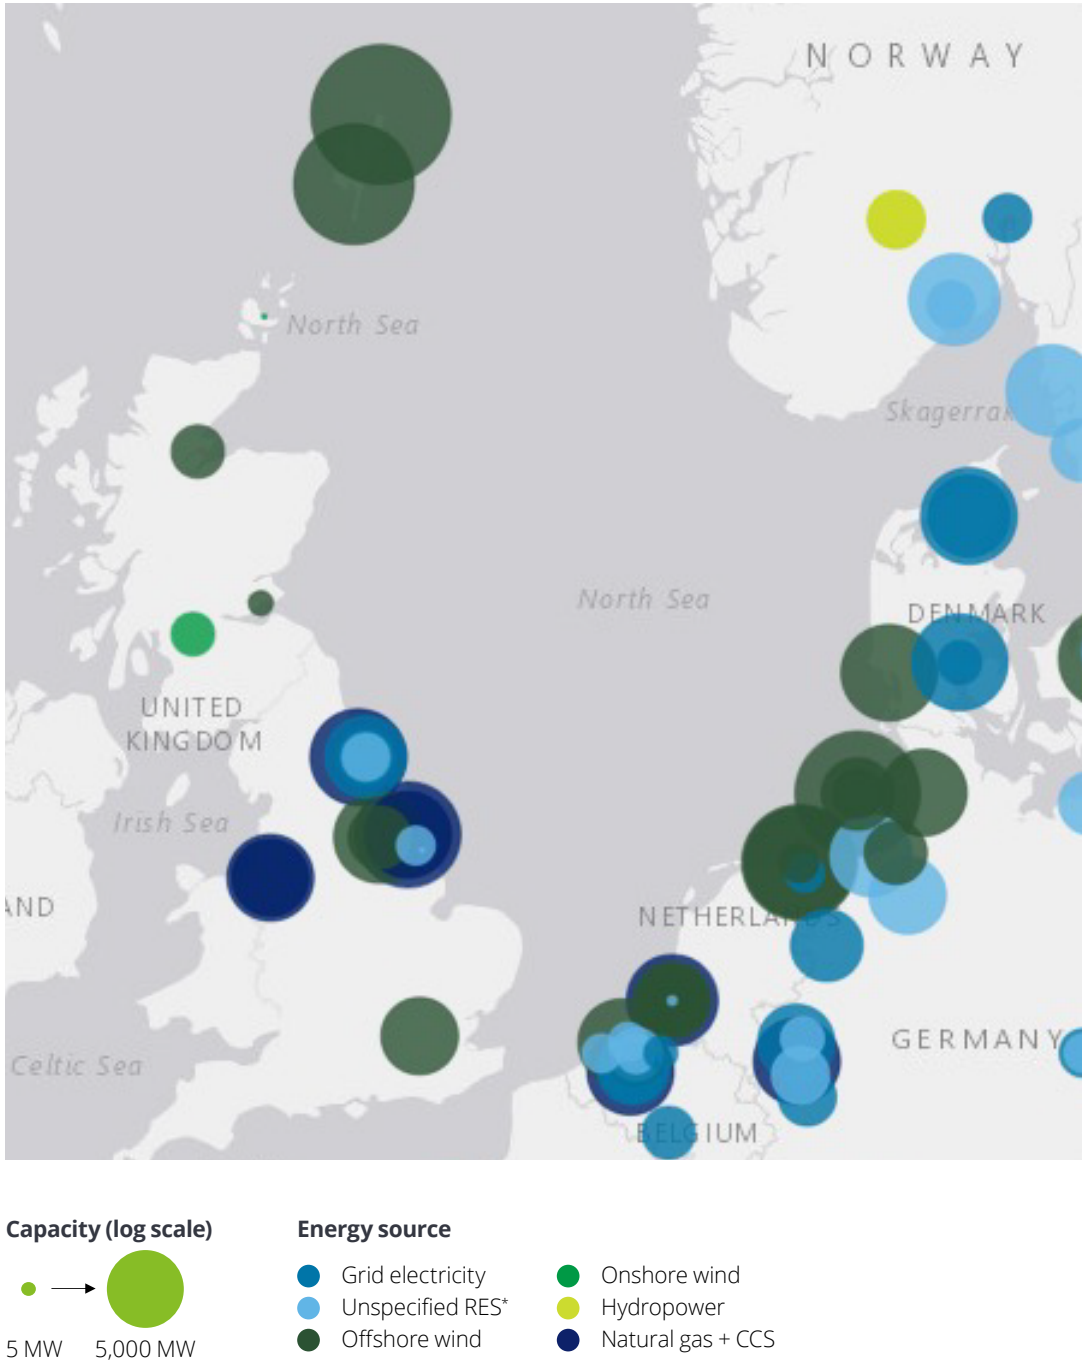 NORWAY
North Sea
Skagerrak
North Sea
DENMARK
UNITED
KINGDOM
Irish Sea
AND
NETHERLANDS
GERMANY
Celtic Sea
BELGIUM
Capacity (log scale)
5 MW
5,000 MW
Energy source
Grid electricity
Unspecified RES*
Offshore wind
Onshore wind
Hydropower
Natural gas + CCS